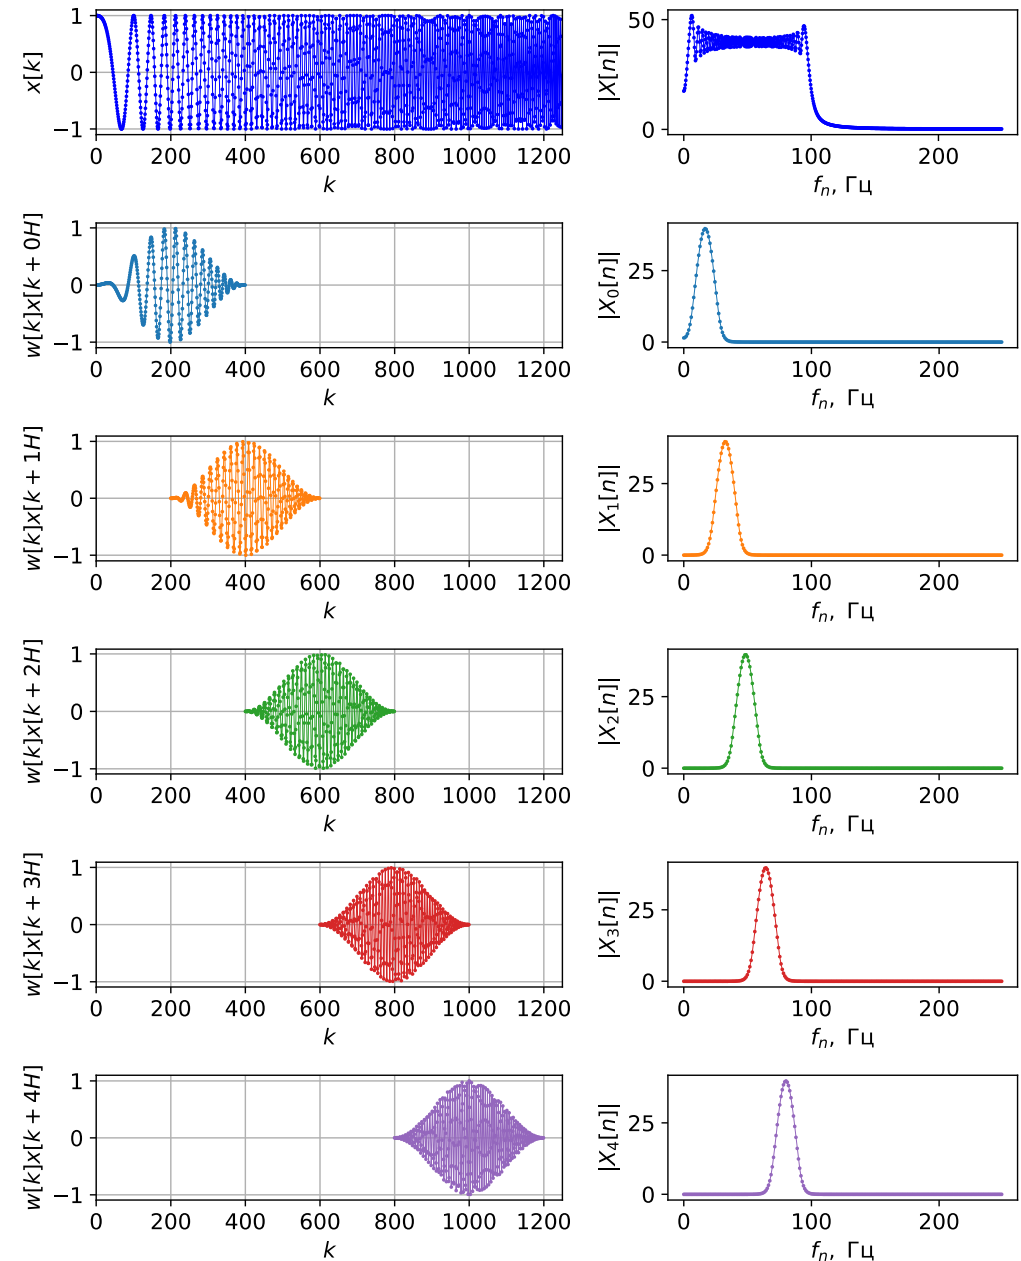 x[k]
1
0
−1
0 200 400 600 800 1000 1200
k
|X[n]|
50
0
0 100 200
f_n, Гц
w[k]x[k + 0H]
1
0
−1
0 200 400 600 800 1000 1200
k
|X_0[n]|
25
0
0 100 200
f_n, Гц
w[k]x[k + 1H]
1
0
−1
0 200 400 600 800 1000 1200
k
|X_1[n]|
25
0
0 100 200
f_n, Гц
w[k]x[k + 2H]
1
0
−1
0 200 400 600 800 1000 1200
k
|X_2[n]|
25
0
0 100 200
f_n, Гц
w[k]x[k + 3H]
1
0
−1
0 200 400 600 800 1000 1200
k
|X_3[n]|
25
0
0 100 200
f_n, Гц
w[k]x[k + 4H]
1
0
−1
0 200 400 600 800 1000 1200
k
|X_4[n]|
25
0
0 100 200
f_n, Гц